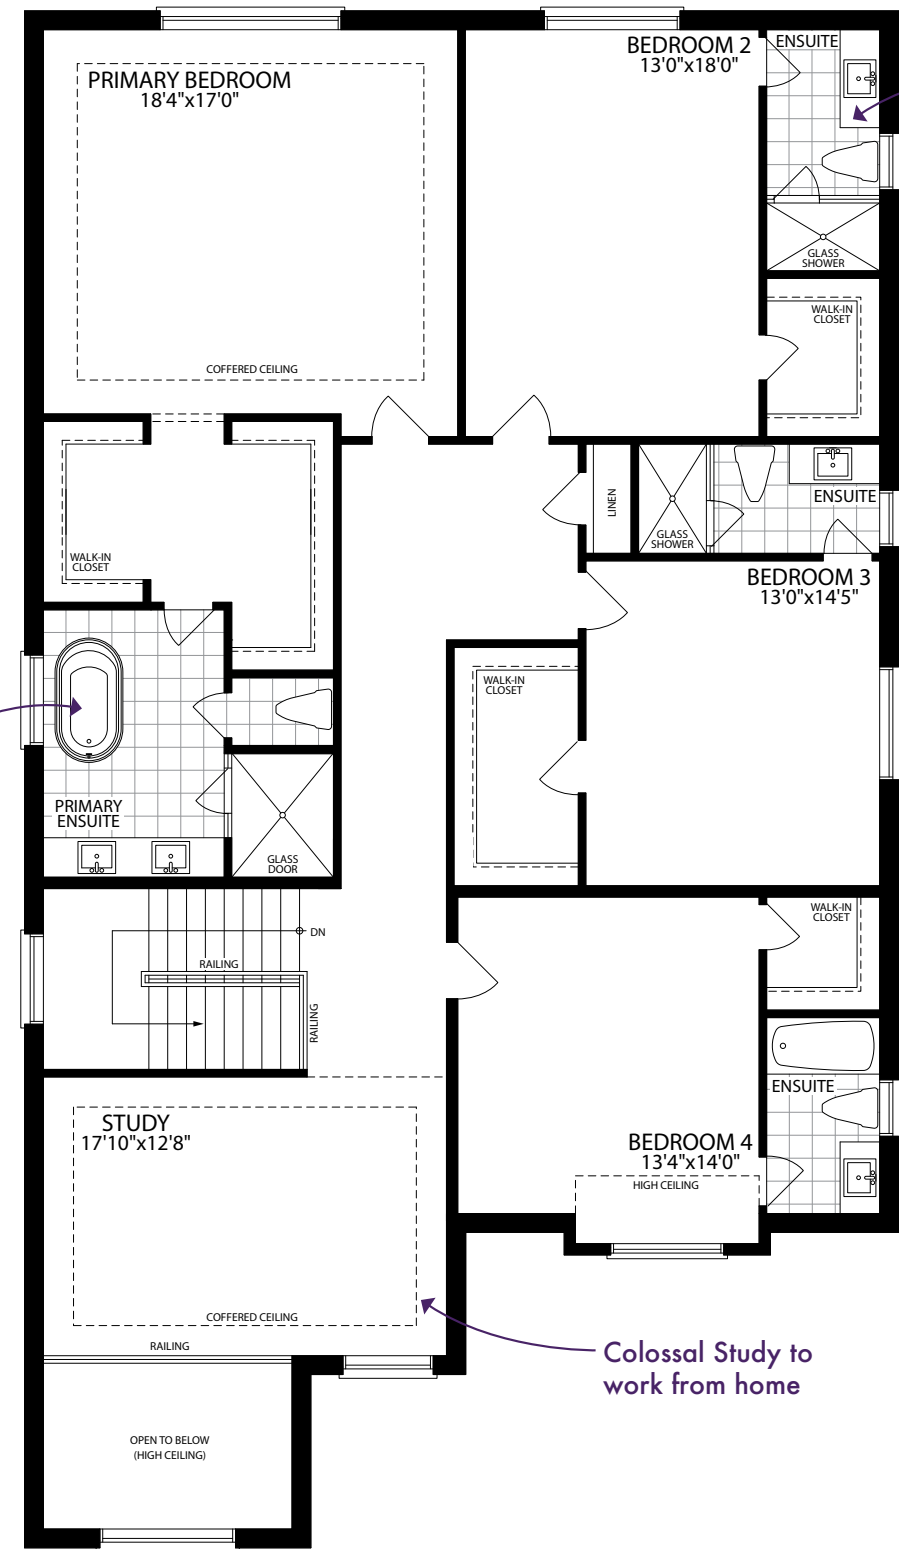 PRIMARY BEDROOM
18'4"x17'0"
COFFERED CEILING
BEDROOM 2
13'0"x18'0"
ENSUITE
GLASS
SHOWER
WALK-IN
CLOSET
WALK-IN
CLOSET
LINEN
GLASS
SHOWER
ENSUITE
BEDROOM 3
13'0"x14'5"
WALK-IN
CLOSET
PRIMARY
ENSUITE
GLASS
DOOR
DN
RAILING
RAILING
WALK-IN
CLOSET
ENSUITE
BEDROOM 4
13'4"x14'0"
HIGH CEILING
STUDY
17'10"x12'8"
COFFERED CEILING
RAILING
Colossal Study to
work from home
OPEN TO BELOW
(HIGH CEILING)